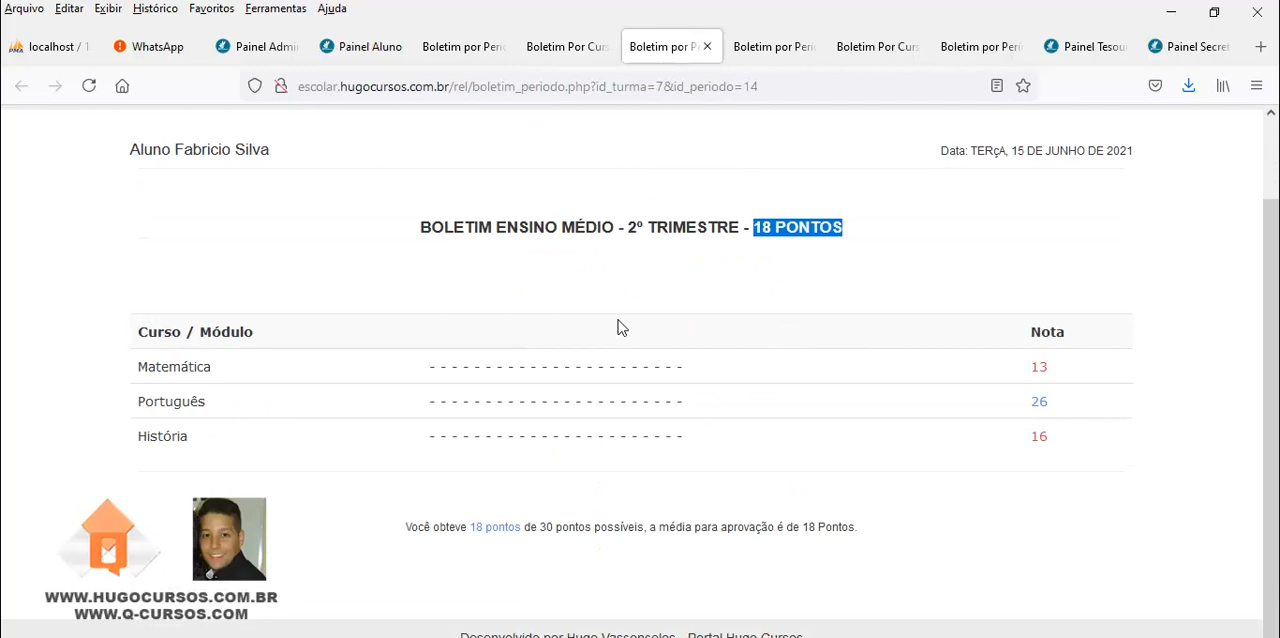 Arquivo Editar Exibir Histórico Favoritos Ferramentas Ajuda
localhost / 1 WhatsApp Painel Admi Painel Aluno Boletim por Peri Boletim Por Cur Boletim por P Boletim por Peri Boletim Por Cur Boletim por Peri Painel Tesou Painel Secret
escolar.hugocursos.com.br/rel/boletim_periodo.php?id_turma=7&id_periodo=14
Aluno Fabricio Silva Data: TERçA, 15 DE JUNHO DE 2021
BOLETIM ENSINO MÉDIO - 2º TRIMESTRE - 18 PONTOS
Curso / Módulo Nota
Matemática - - - - - - - - - - - - - - - - - - - - - - - 13
Português - - - - - - - - - - - - - - - - - - - - - - - 26
História - - - - - - - - - - - - - - - - - - - - - - - 16
Você obteve 18 pontos de 30 pontos possíveis, a média para aprovação é de 18 Pontos.
WWW.HUGOCURSOS.COM.BR
WWW.Q-CURSOS.COM
Desenvolvido por Hugo Vasconcelos - Portal Hugo Cursos